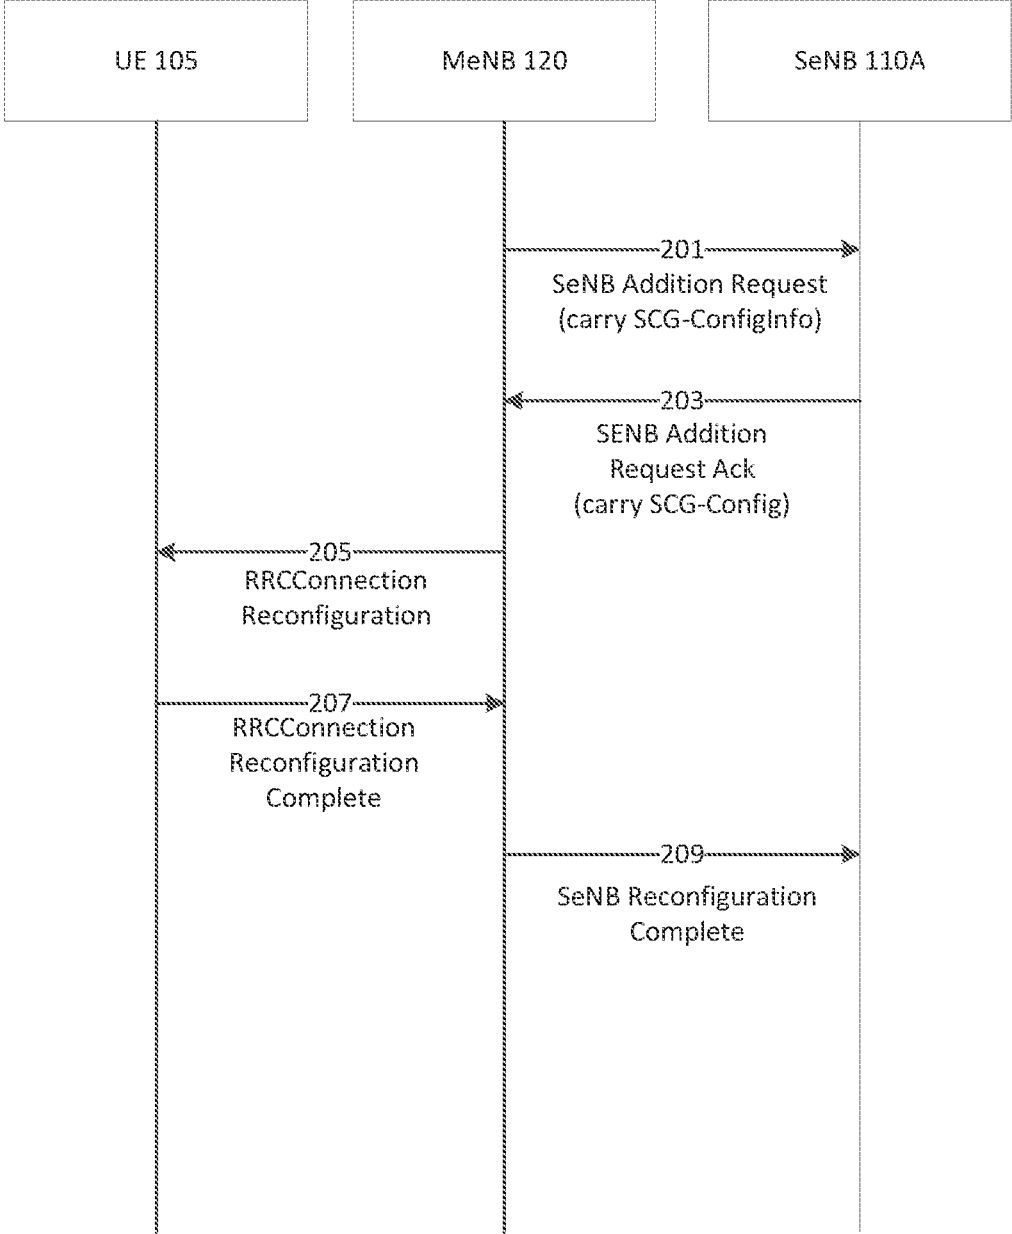 UE 105
MeNB 120
SeNB 110A
201
SeNB Addition Request
(carry SCG-ConfigInfo)
203
SENB Addition
Request Ack
(carry SCG-Config)
205
RRCConnection
Reconfiguration
207
RRCConnection
Reconfiguration
Complete
209
SeNB Reconfiguration
Complete